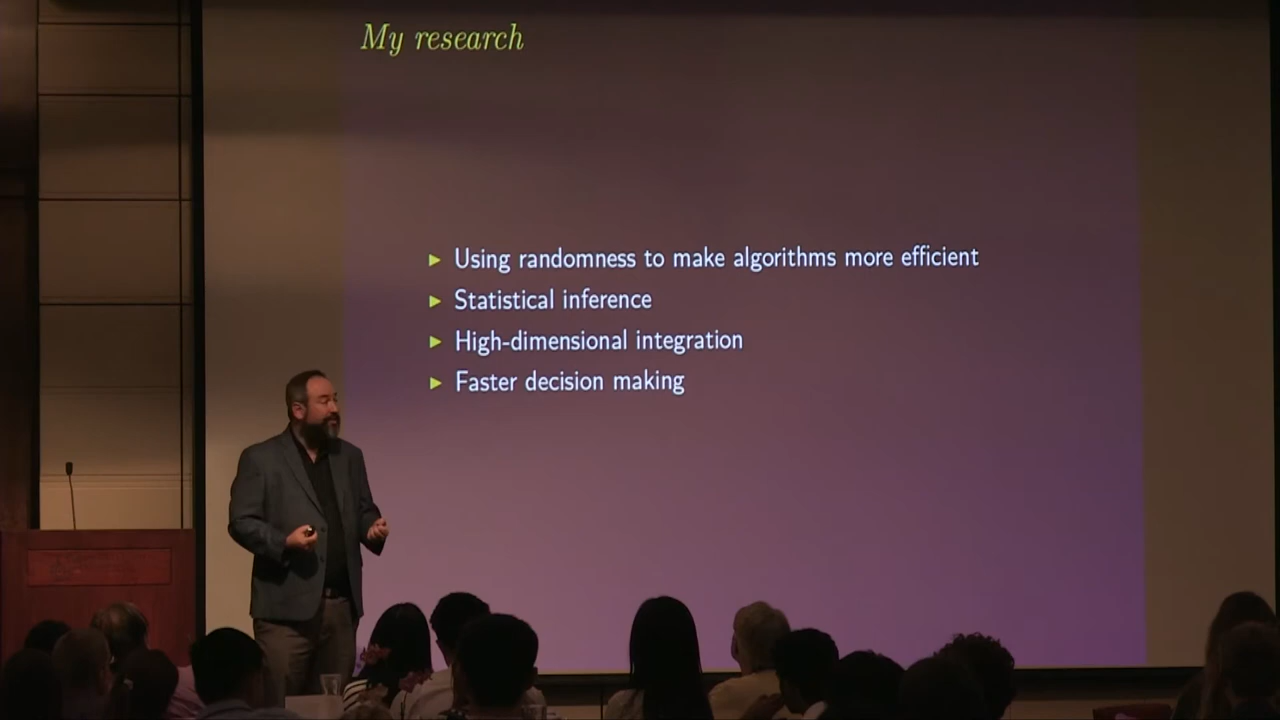 My research
▶ Using randomness to make algorithms more efficient
▶ Statistical inference
▶ High-dimensional integration
▶ Faster decision making